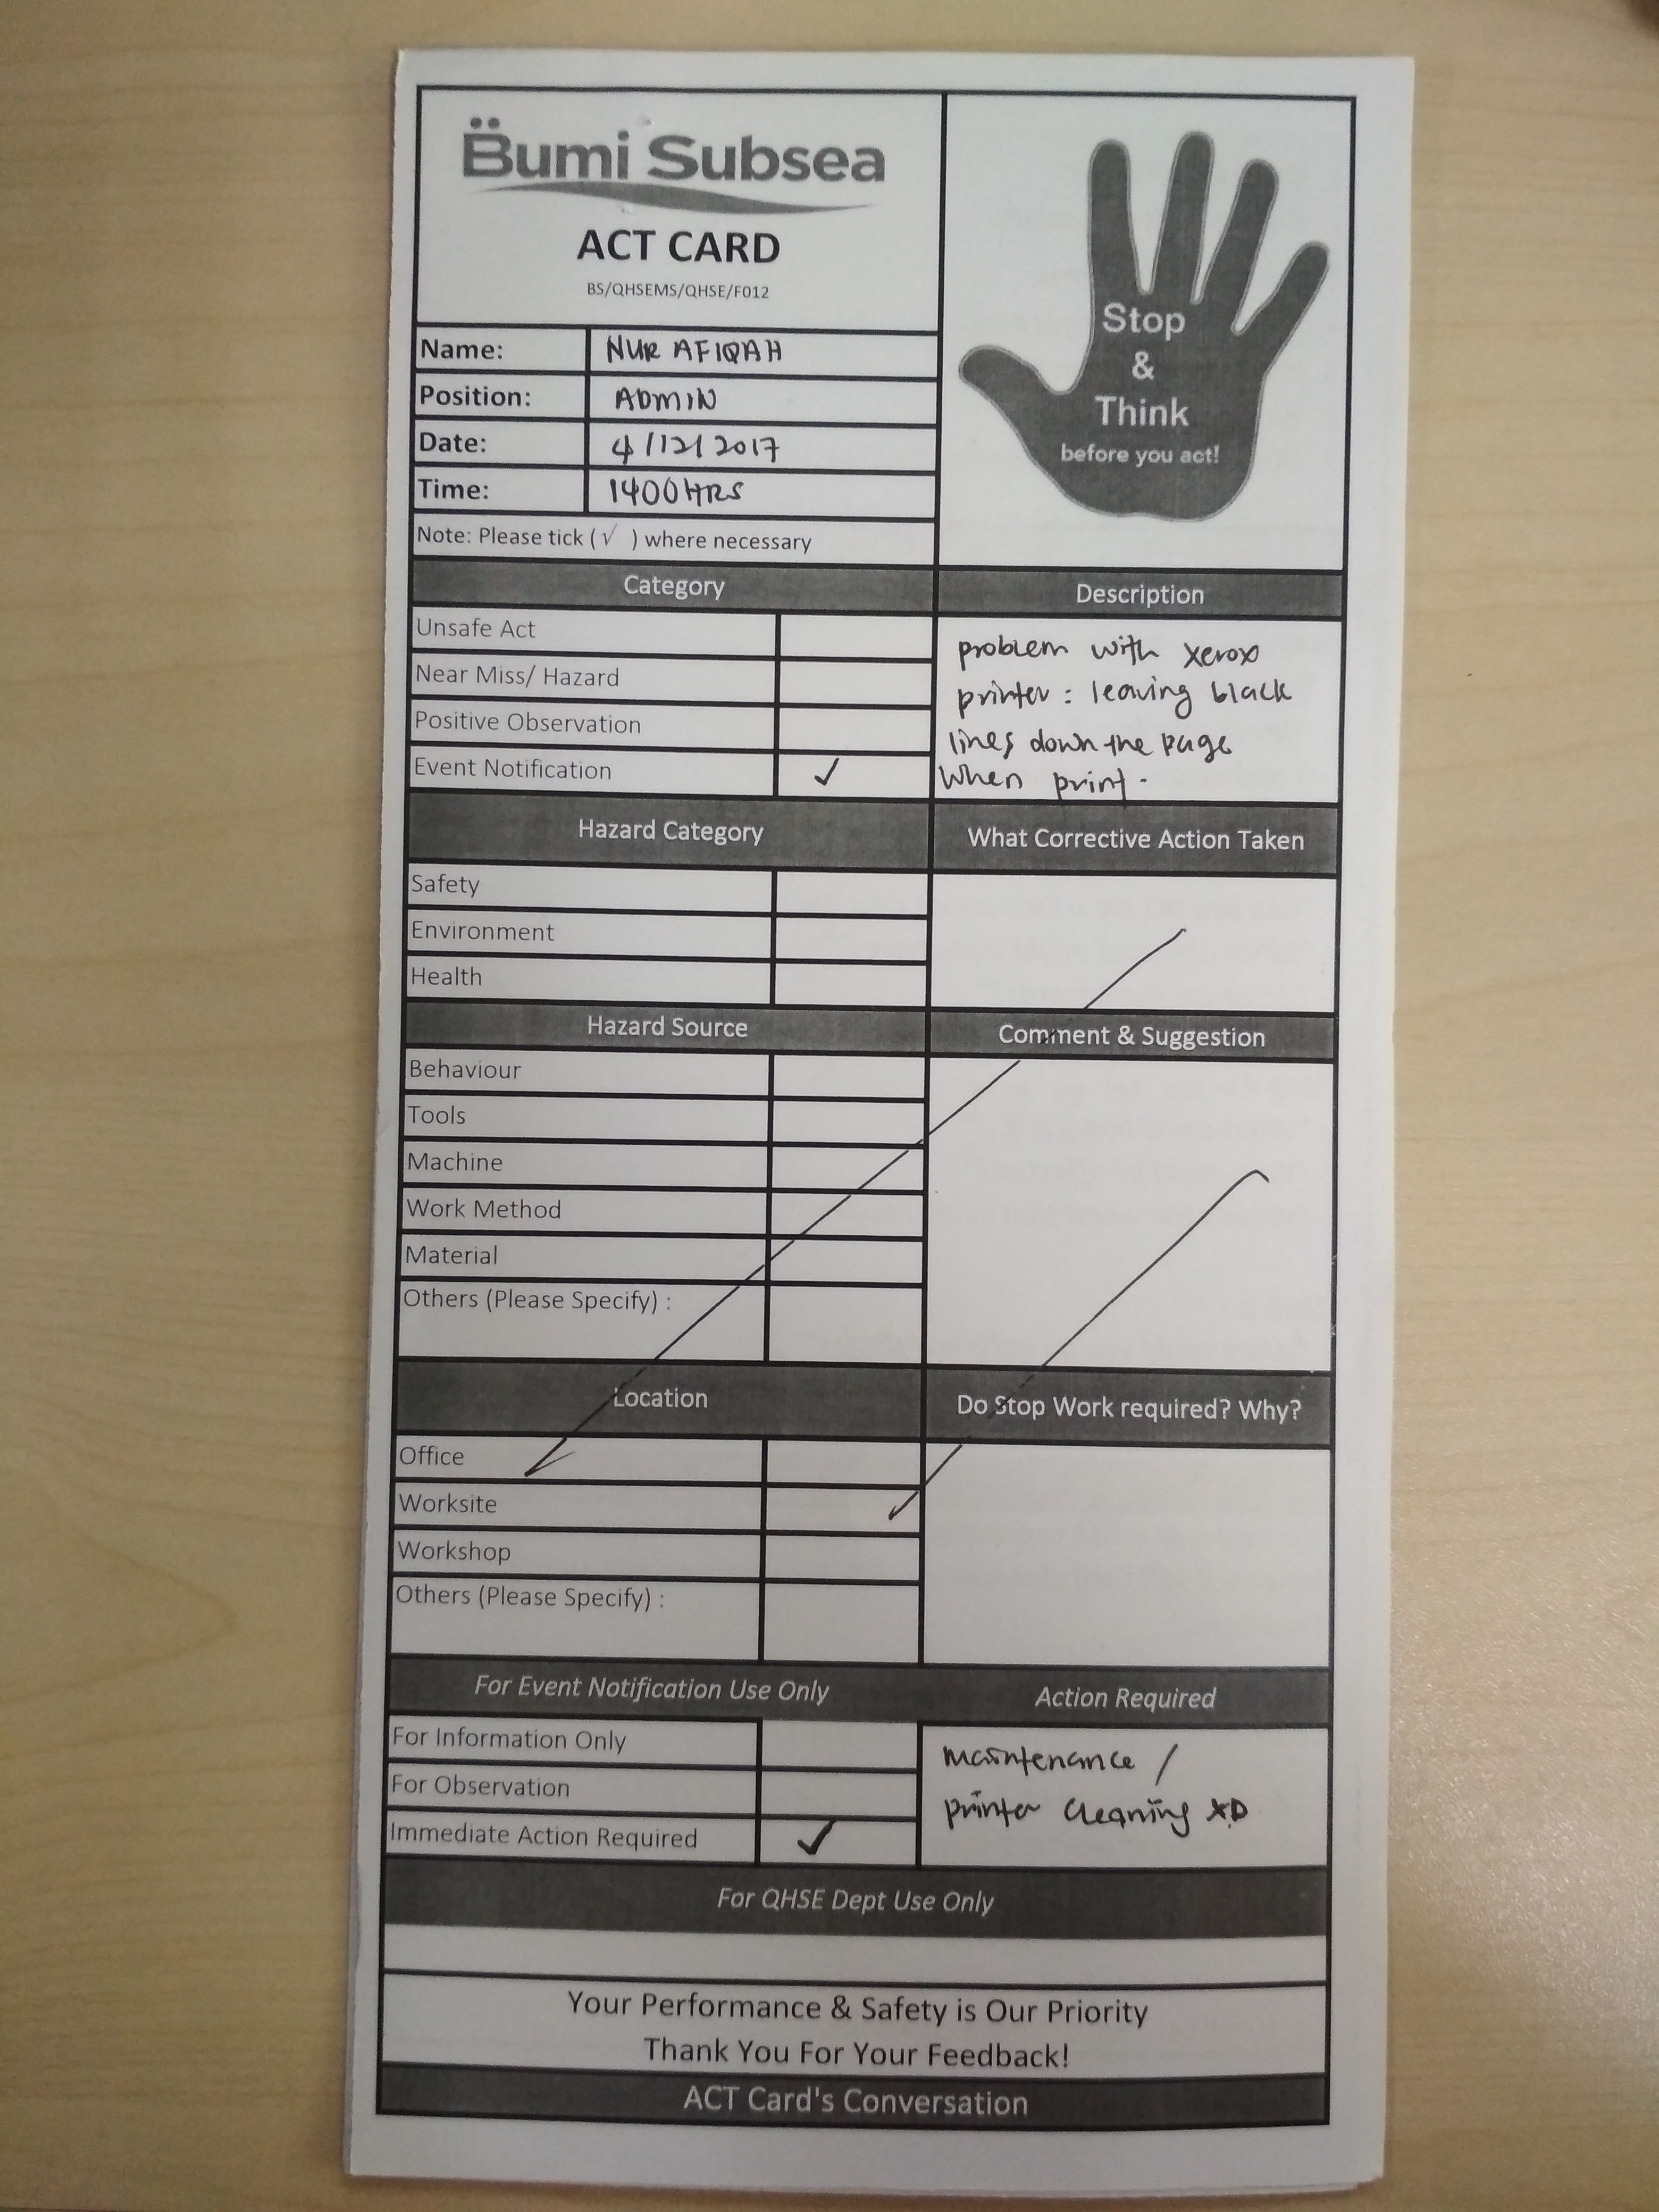 Bumi Subsea
ACT CARD
BS/QHSEMS/QHSE/F012
Stop
&
Think
before you act!
Name: NUR AFIQAH
Position: ADMIN
Date: 4/12/2017
Time: 1400HRS
Note: Please tick (√ ) where necessary
Category
Unsafe Act
Near Miss/ Hazard
Positive Observation
Event Notification ✓
Description
problem with xerox
printer : leaving black
lines down the page
when print.
Hazard Category
Safety
Environment
Health
What Corrective Action Taken
Hazard Source
Behaviour
Tools
Machine
Work Method
Material
Others (Please Specify) :
Comment & Suggestion
Location
Office
Worksite
Workshop
Others (Please Specify) :
Do Stop Work required? Why?
For Event Notification Use Only
For Information Only
For Observation
Immediate Action Required ✓
Action Required
maintenance /
printer cleaning XD
For QHSE Dept Use Only
Your Performance & Safety is Our Priority
Thank You For Your Feedback!
ACT Card's Conversation